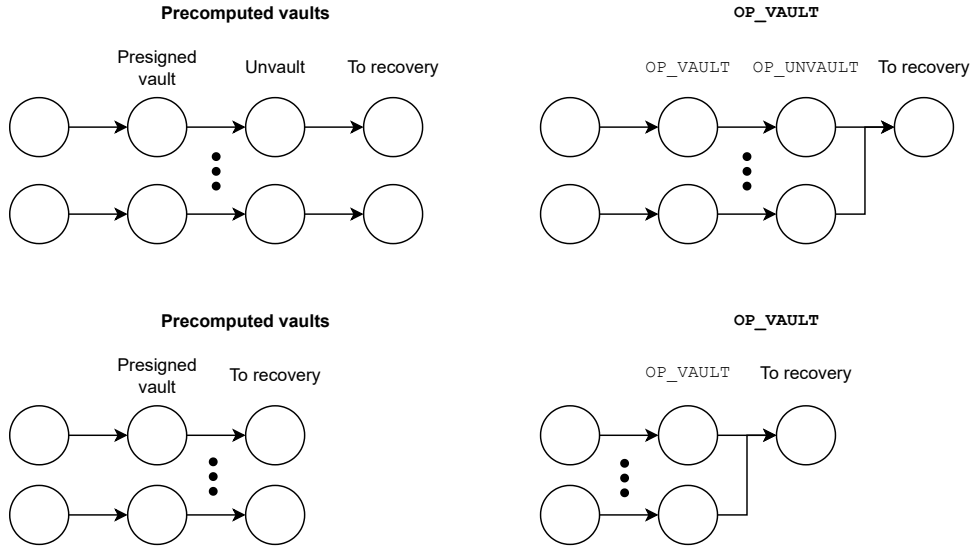 Precomputed vaults
OP_VAULT
Presigned
vault
Unvault
To recovery
OP_VAULT
OP_UNVAULT
To recovery
Precomputed vaults
OP_VAULT
Presigned
vault
To recovery
OP_VAULT
To recovery